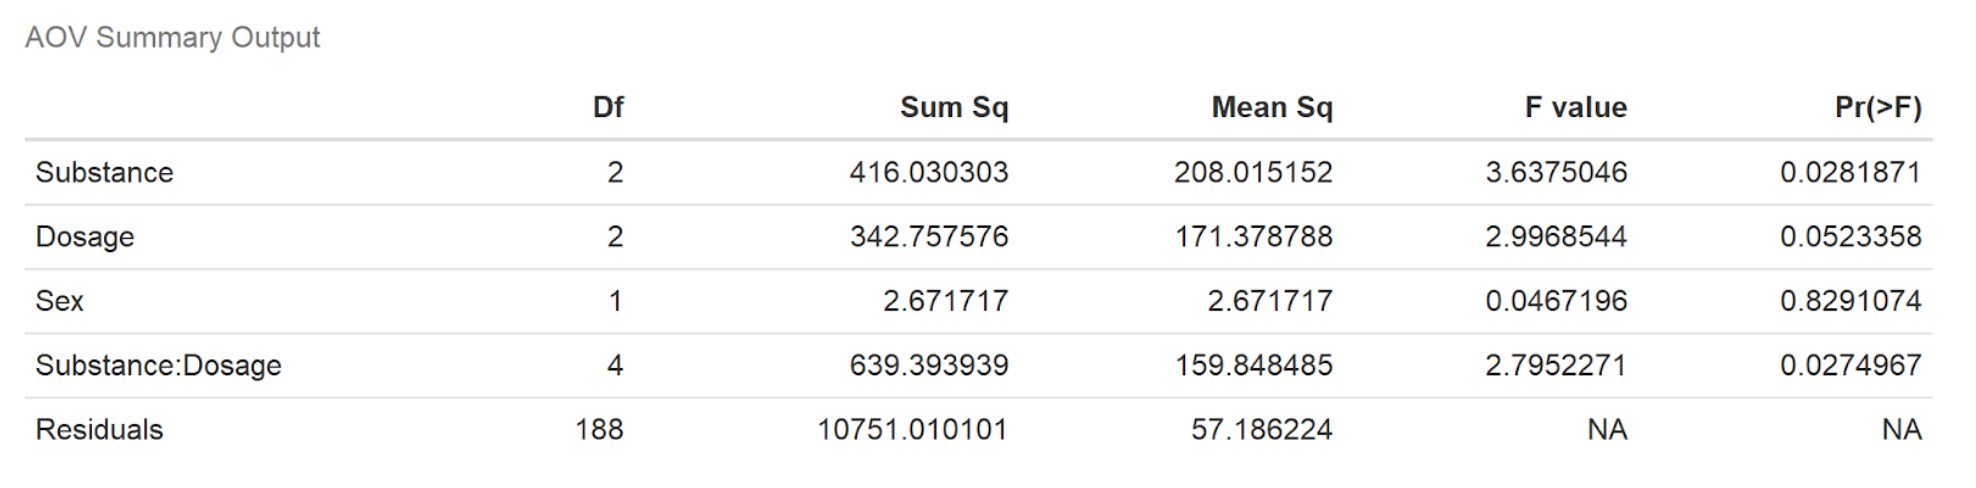 AOV Summary Output
Df Sum Sq Mean Sq F value Pr(>F)
Substance 2 416.030303 208.015152 3.6375046 0.0281871
Dosage 2 342.757576 171.378788 2.9968544 0.0523358
Sex 1 2.671717 2.671717 0.0467196 0.8291074
Substance:Dosage 4 639.393939 159.848485 2.7952271 0.0274967
Residuals 188 10751.010101 57.186224 NA NA